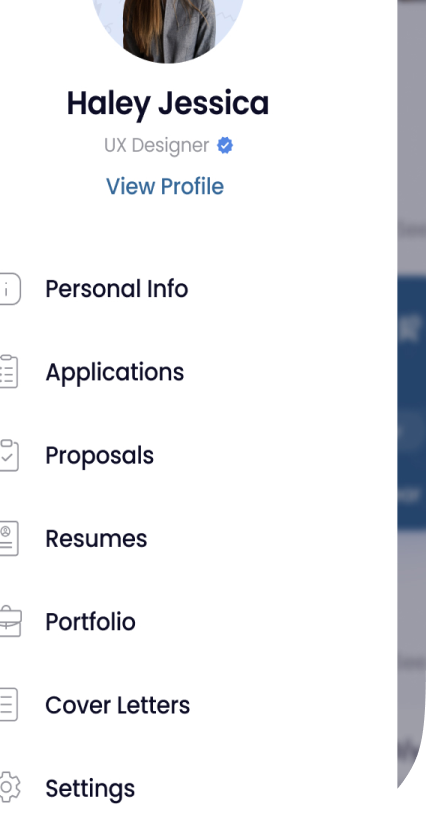 Haley Jessica
UX Designer
View Profile
Personal Info
Applications
Proposals
Resumes
Portfolio
Cover Letters
Settings